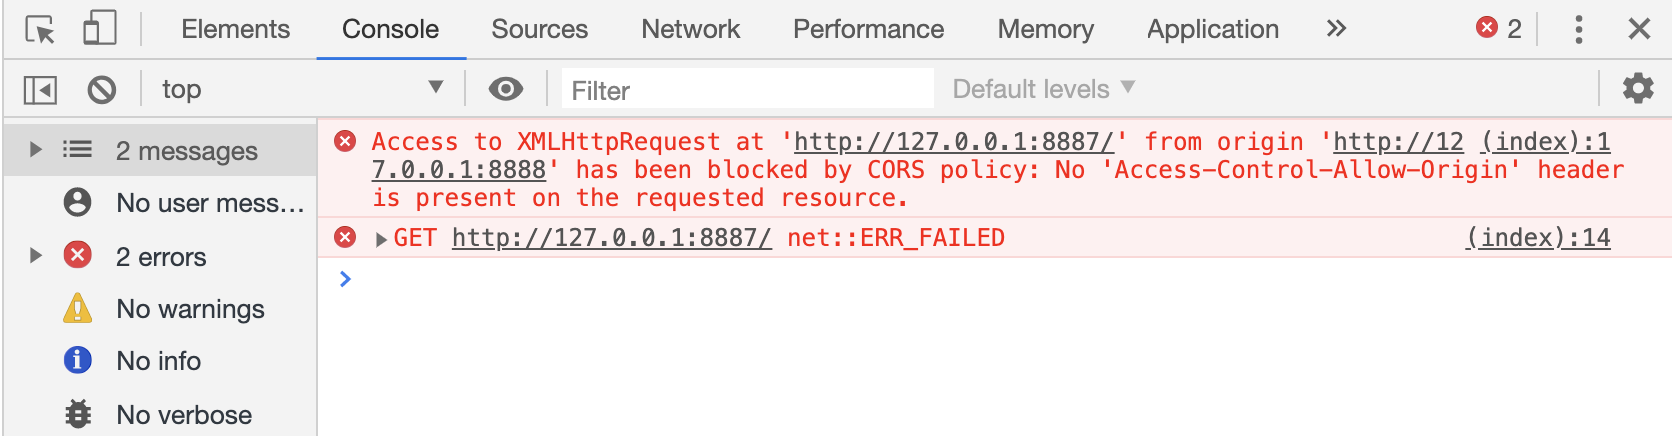 Elements Console Sources Network Performance Memory Application 2
top Filter Default levels
2 messages
No user mess...
2 errors
No warnings
No info
No verbose
Access to XMLHttpRequest at 'http://127.0.0.1:8887/' from origin 'http://12 (index):1
7.0.0.1:8888' has been blocked by CORS policy: No 'Access-Control-Allow-Origin' header
is present on the requested resource.
GET http://127.0.0.1:8887/ net::ERR_FAILED (index):14